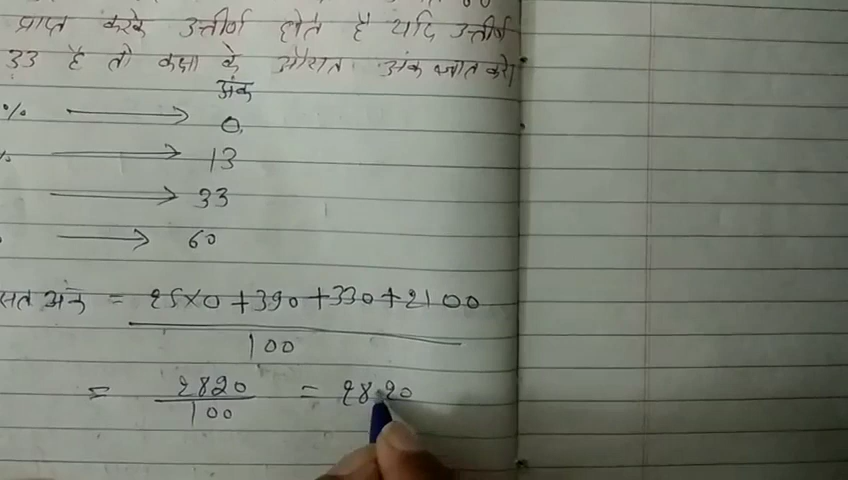 प्राप्त करके उत्तीर्ण होते है यदि उत्तीर्ण
33 है तो कक्षा के औसत अंक ज्ञात करो।
अंक
% → 0
→ 13
→ 33
→ 60
सत अंक = 25×0+390+330+2100
100
= 2820 = 28.20
100